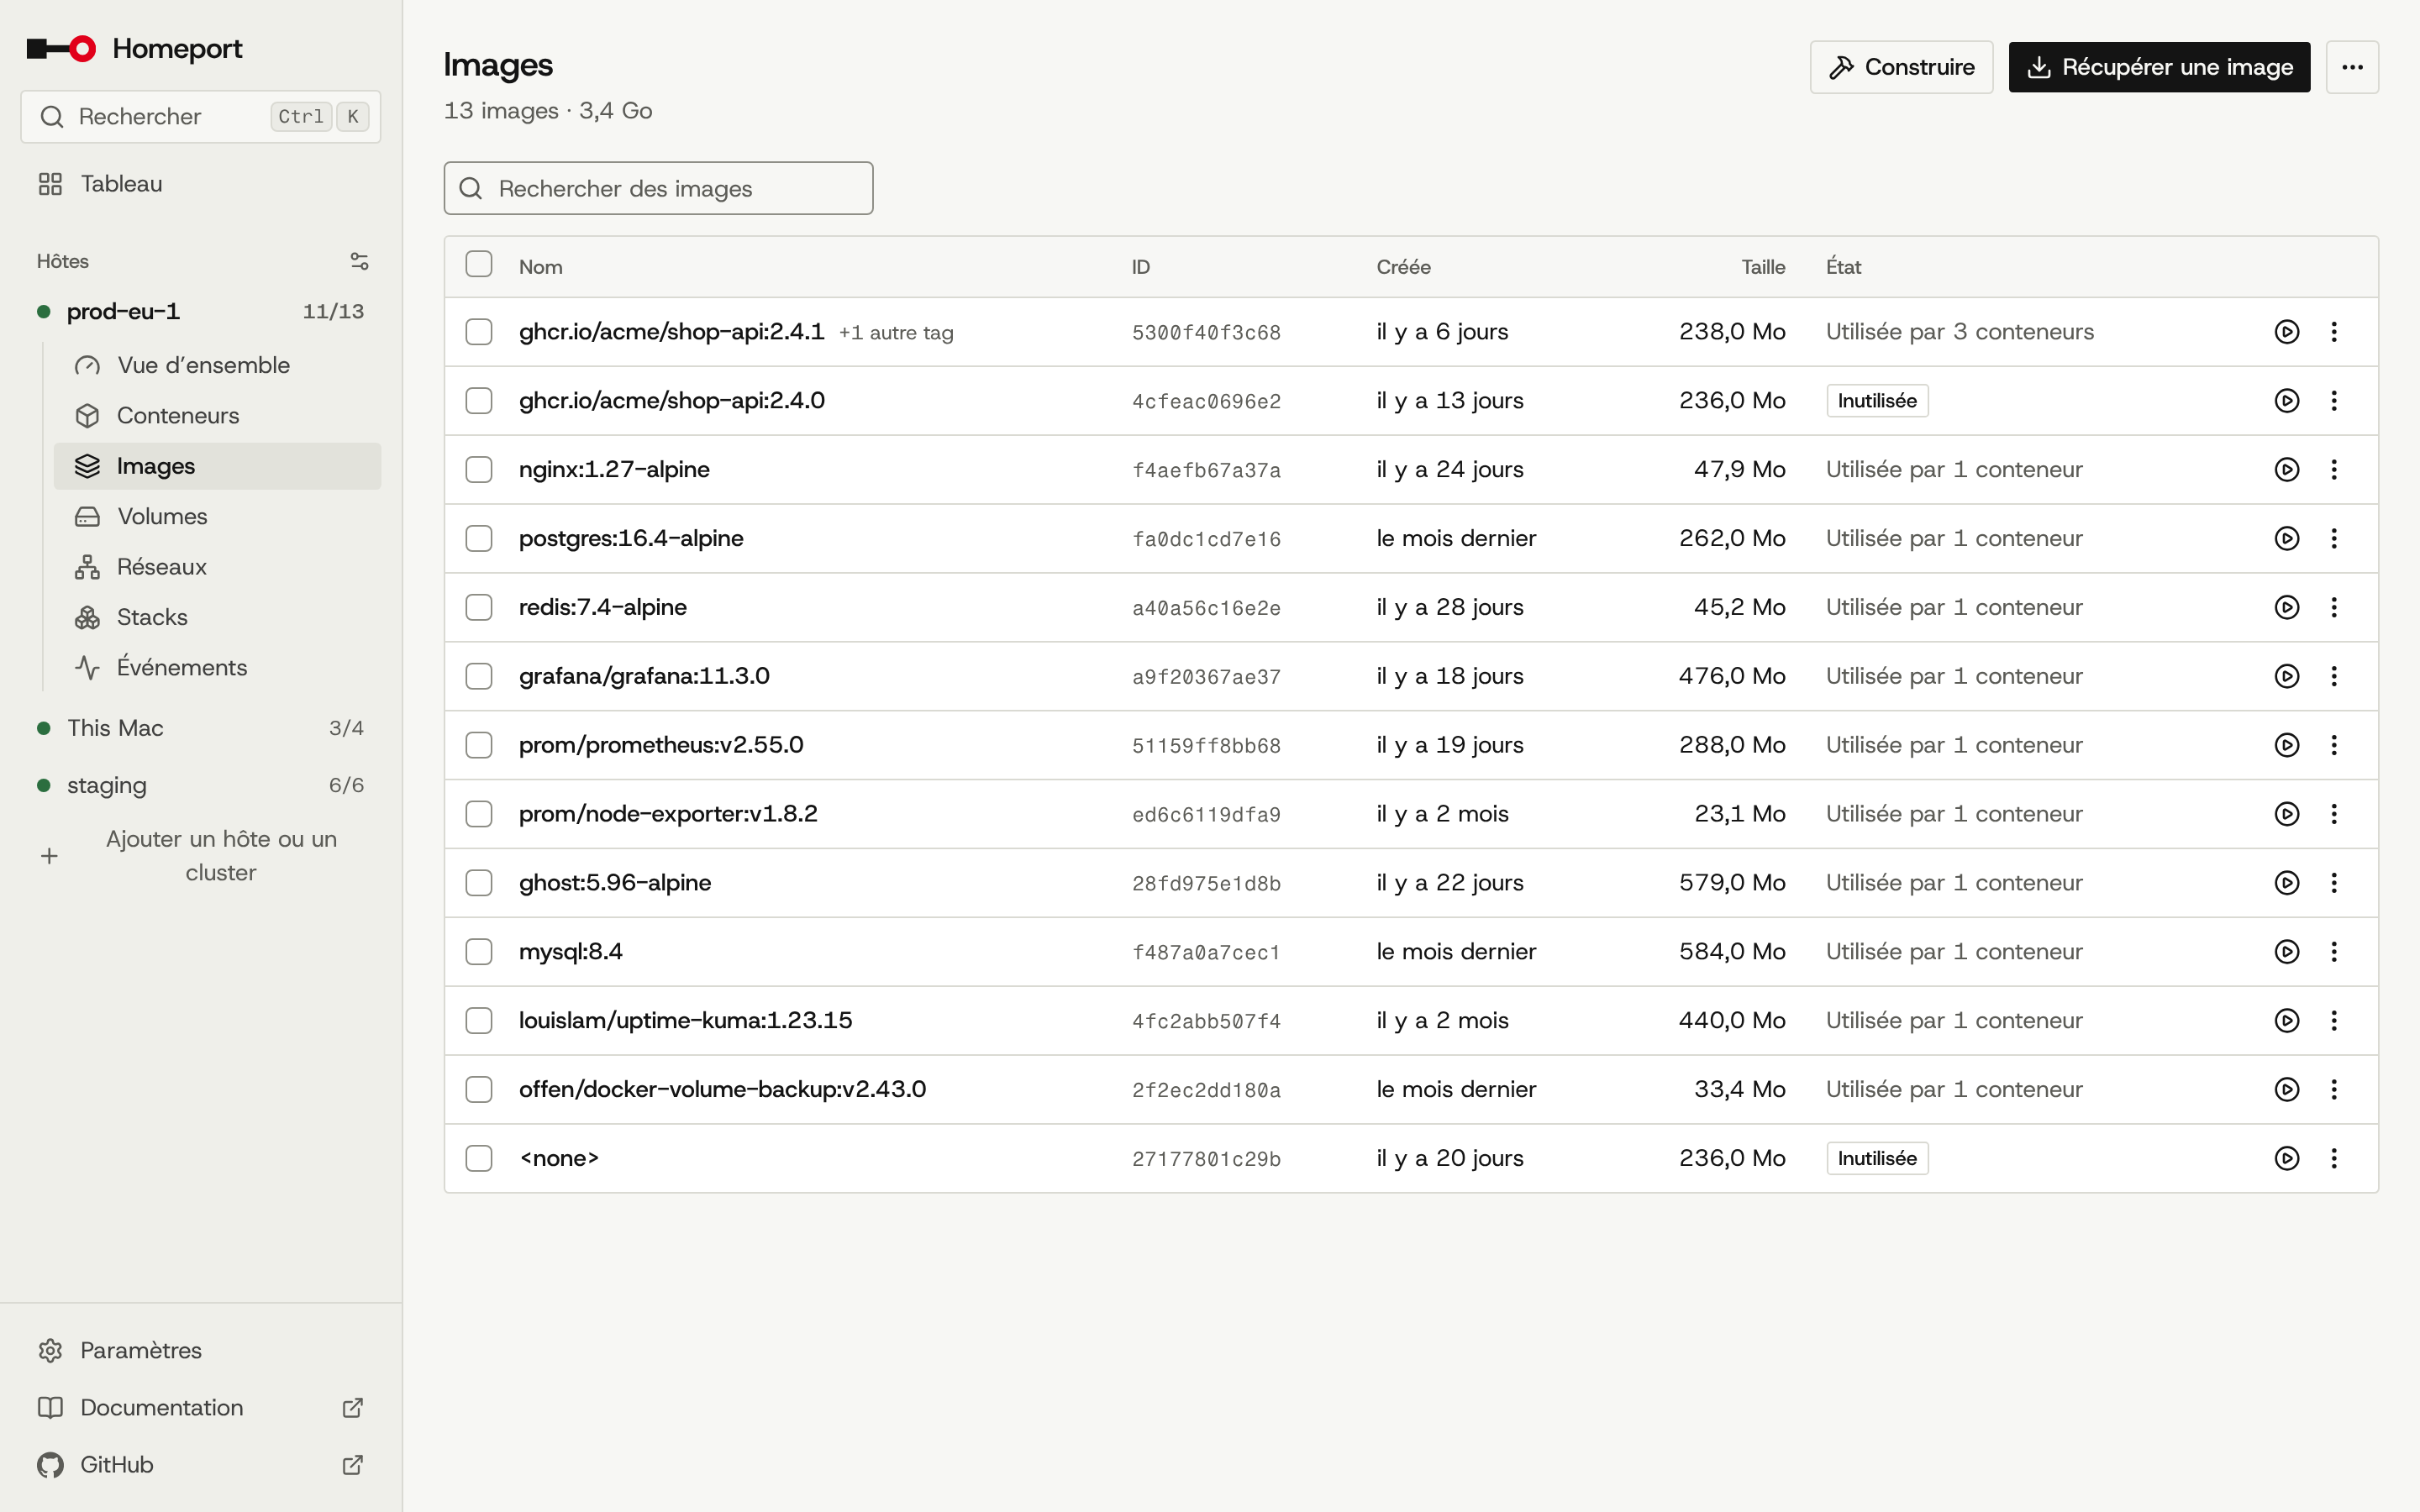 Homeport
Rechercher Ctrl K
Tableau
Hôtes
prod-eu-1 11/13
Vue d’ensemble
Conteneurs
Images
Volumes
Réseaux
Stacks
Événements
This Mac 3/4
staging 6/6
Ajouter un hôte ou un
cluster
Paramètres
Documentation
GitHub
Images
13 images · 3,4 Go
Construire
Récupérer une image
Rechercher des images
Nom ID Créée Taille État
ghcr.io/acme/shop-api:2.4.1 +1 autre tag 5300f40f3c68 il y a 6 jours 238,0 Mo Utilisée par 3 conteneurs
ghcr.io/acme/shop-api:2.4.0 4cfeac0696e2 il y a 13 jours 236,0 Mo Inutilisée
nginx:1.27-alpine f4aefb67a37a il y a 24 jours 47,9 Mo Utilisée par 1 conteneur
postgres:16.4-alpine fa0dc1cd7e16 le mois dernier 262,0 Mo Utilisée par 1 conteneur
redis:7.4-alpine a40a56c16e2e il y a 28 jours 45,2 Mo Utilisée par 1 conteneur
grafana/grafana:11.3.0 a9f20367ae37 il y a 18 jours 476,0 Mo Utilisée par 1 conteneur
prom/prometheus:v2.55.0 51159ff8bb68 il y a 19 jours 288,0 Mo Utilisée par 1 conteneur
prom/node-exporter:v1.8.2 ed6c6119dfa9 il y a 2 mois 23,1 Mo Utilisée par 1 conteneur
ghost:5.96-alpine 28fd975e1d8b il y a 22 jours 579,0 Mo Utilisée par 1 conteneur
mysql:8.4 f487a0a7cec1 le mois dernier 584,0 Mo Utilisée par 1 conteneur
louislam/uptime-kuma:1.23.15 4fc2abb507f4 il y a 2 mois 440,0 Mo Utilisée par 1 conteneur
offen/docker-volume-backup:v2.43.0 2f2ec2dd180a le mois dernier 33,4 Mo Utilisée par 1 conteneur
<none> 27177801c29b il y a 20 jours 236,0 Mo Inutilisée